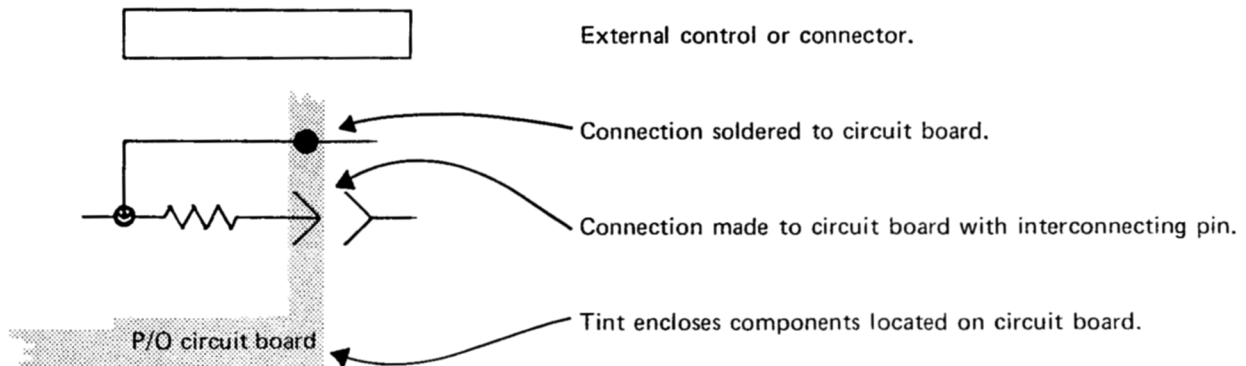 External control or connector.
Connection soldered to circuit board.
Connection made to circuit board with interconnecting pin.
Tint encloses components located on circuit board.
P/O circuit board